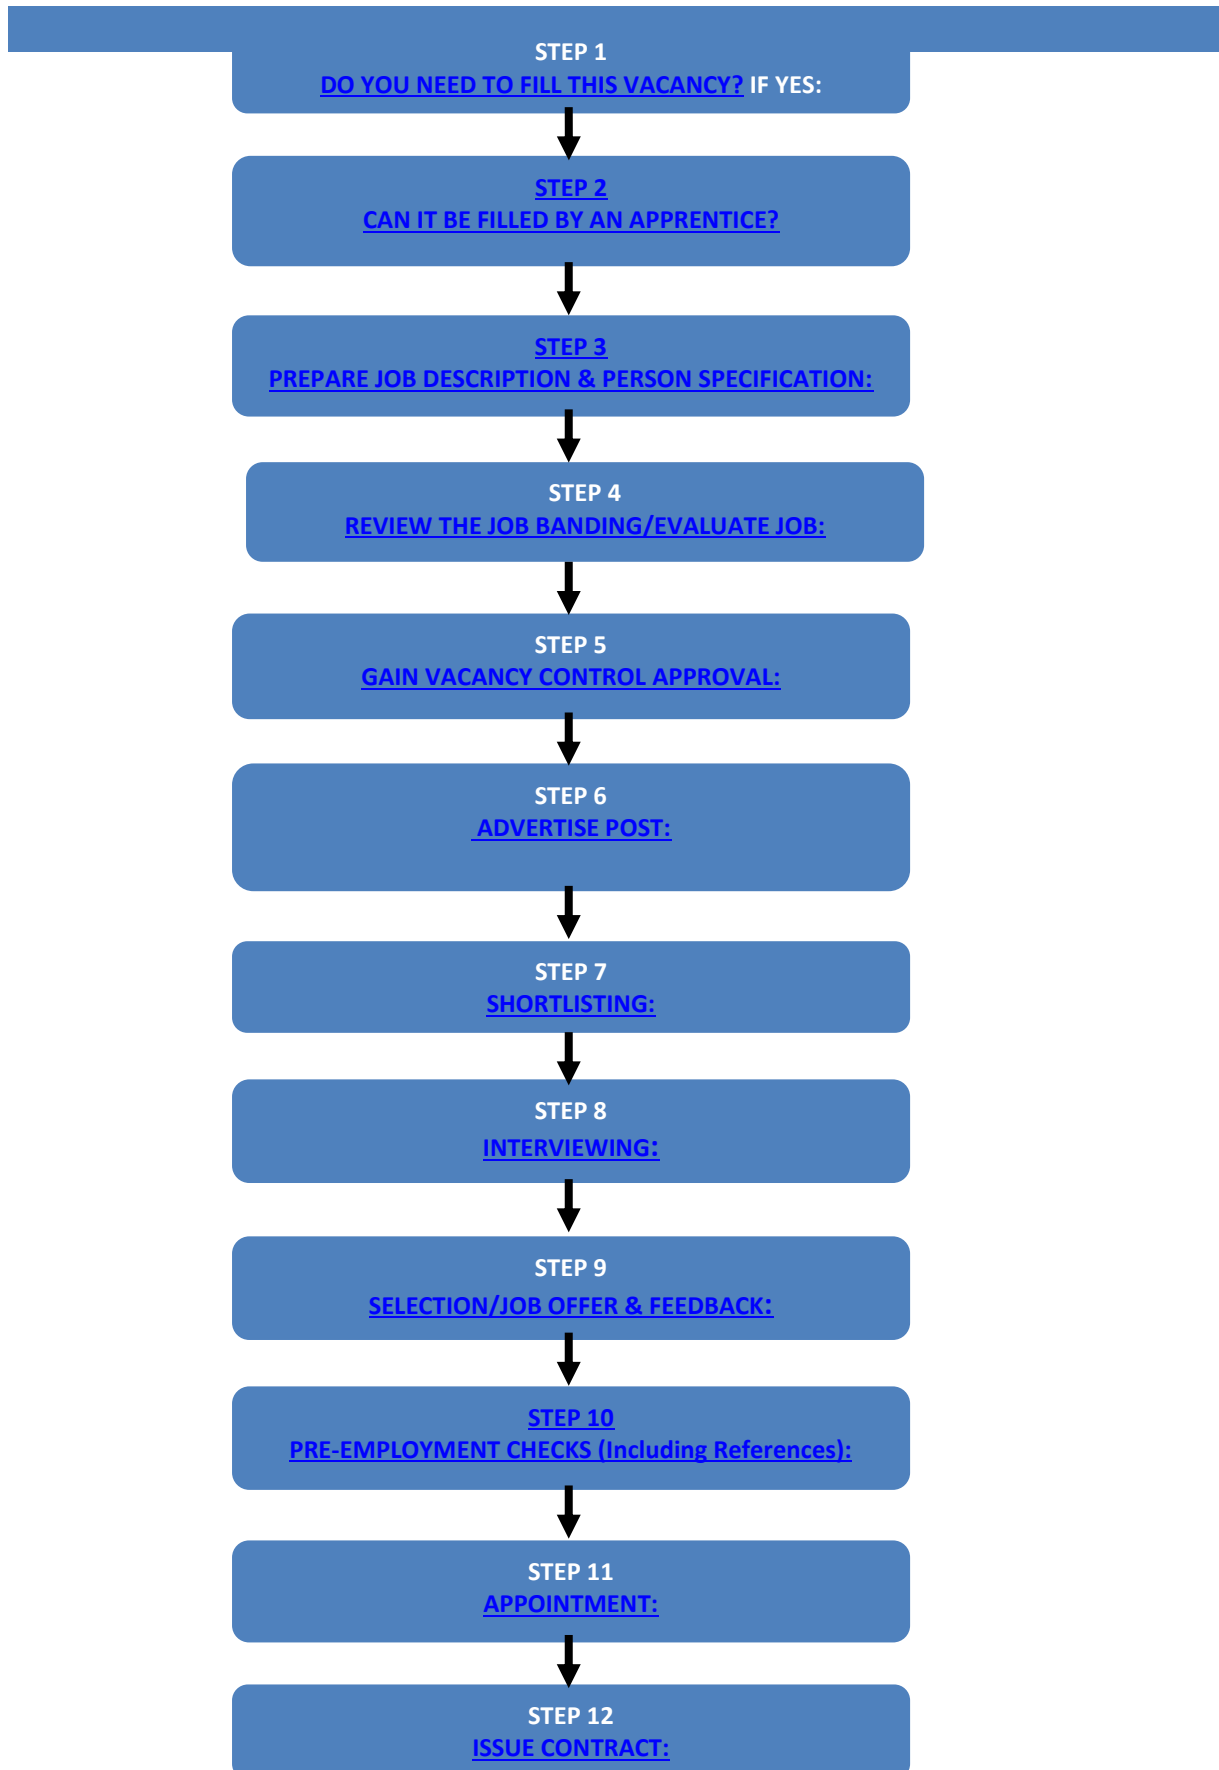 STEP 1
DO YOU NEED TO FILL THIS VACANCY? IF YES:
STEP 2
CAN IT BE FILLED BY AN APPRENTICE?
STEP 3
PREPARE JOB DESCRIPTION & PERSON SPECIFICATION:
STEP 4
REVIEW THE JOB BANDING/EVALUATE JOB:
STEP 5
GAIN VACANCY CONTROL APPROVAL:
STEP 6
ADVERTISE POST:
STEP 7
SHORTLISTING:
STEP 8
INTERVIEWING:
STEP 9
SELECTION/JOB OFFER & FEEDBACK:
STEP 10
PRE-EMPLOYMENT CHECKS (Including References):
STEP 11
APPOINTMENT:
STEP 12
ISSUE CONTRACT: